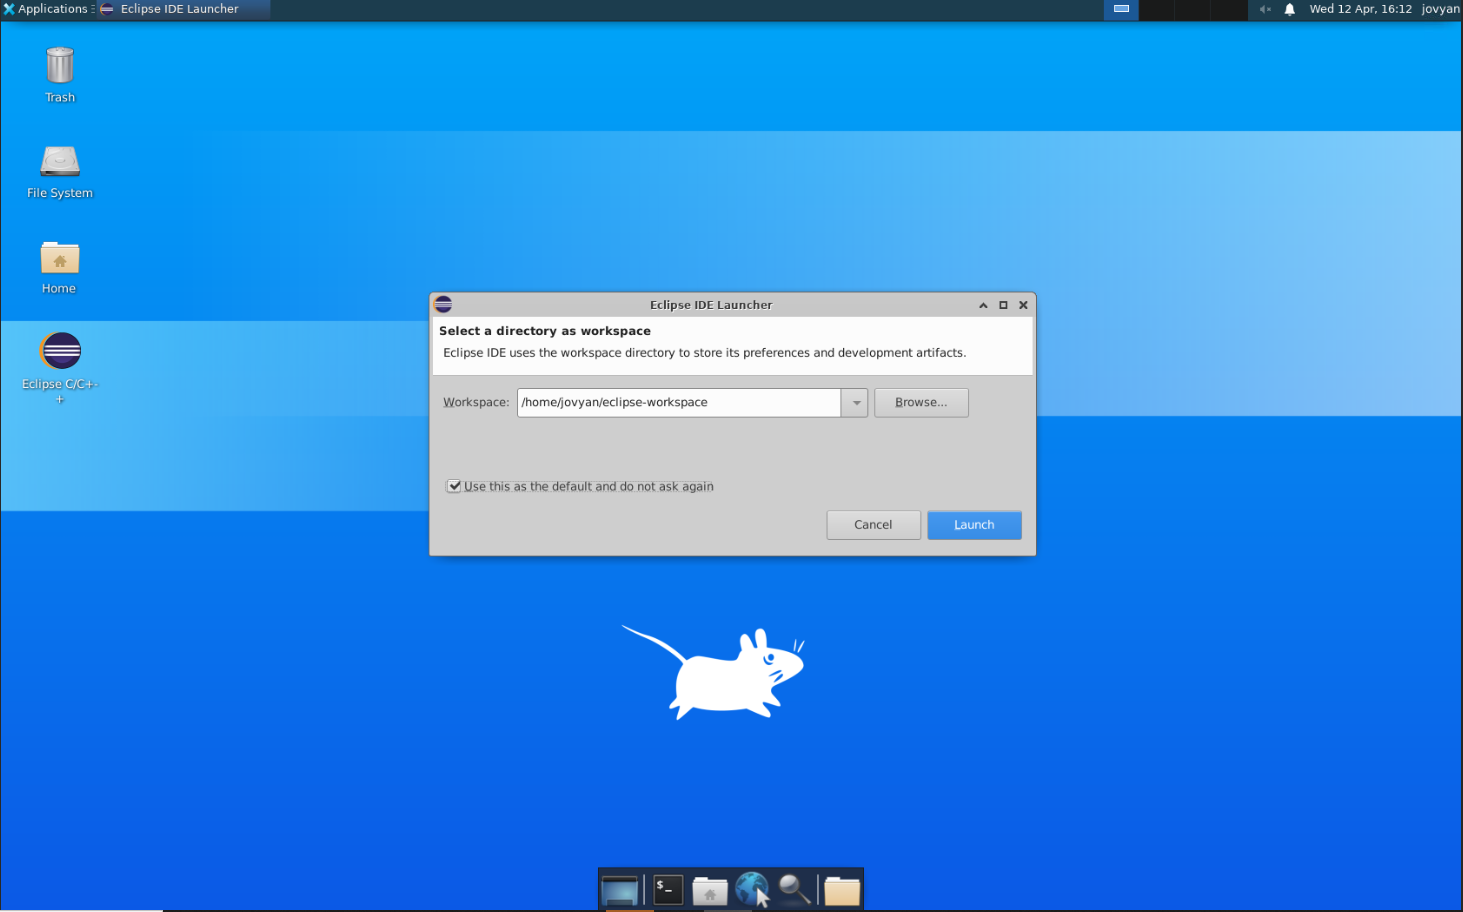 Applications
Eclipse IDE Launcher
Wed 12 Apr, 16:12
jovyan
Trash
File System
Home
Eclipse C/C+
+
Eclipse IDE Launcher
Select a directory as workspace
Eclipse IDE uses the workspace directory to store its preferences and development artifacts.
Workspace:
/home/jovyan/eclipse-workspace
Browse...
Use this as the default and do not ask again
Cancel
Launch
$_